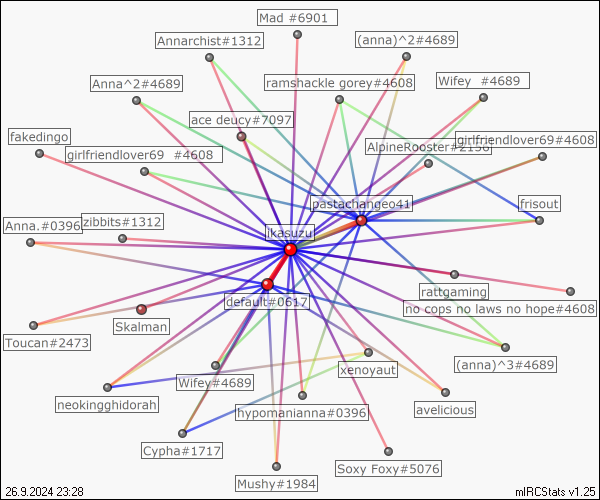 Mad #6901
Annarchist#1312
(anna)^2#4689
Anna^2#4689
ramshackle gorey#4608
Wifey  #4689
ace deucy#7097
fakedingo
girlfriendlover69#4608
AlpineRooster#2158
girlfriendlover69  #4608
pastachangeo41
frisout
Anna.#0396
zibbits#1312
ikasuzu
rattgaming
default#0617
no cops no laws no hope#4608
Skalman
Toucan#2473
(anna)^3#4689
xenoyaut
Wifey#4689
neokingghidorah
hypomanianna#0396
avelicious
Cypha#1717
Soxy Foxy#5076
Mushy#1984
26.9.2024 23:28
mIRCStats v1.25